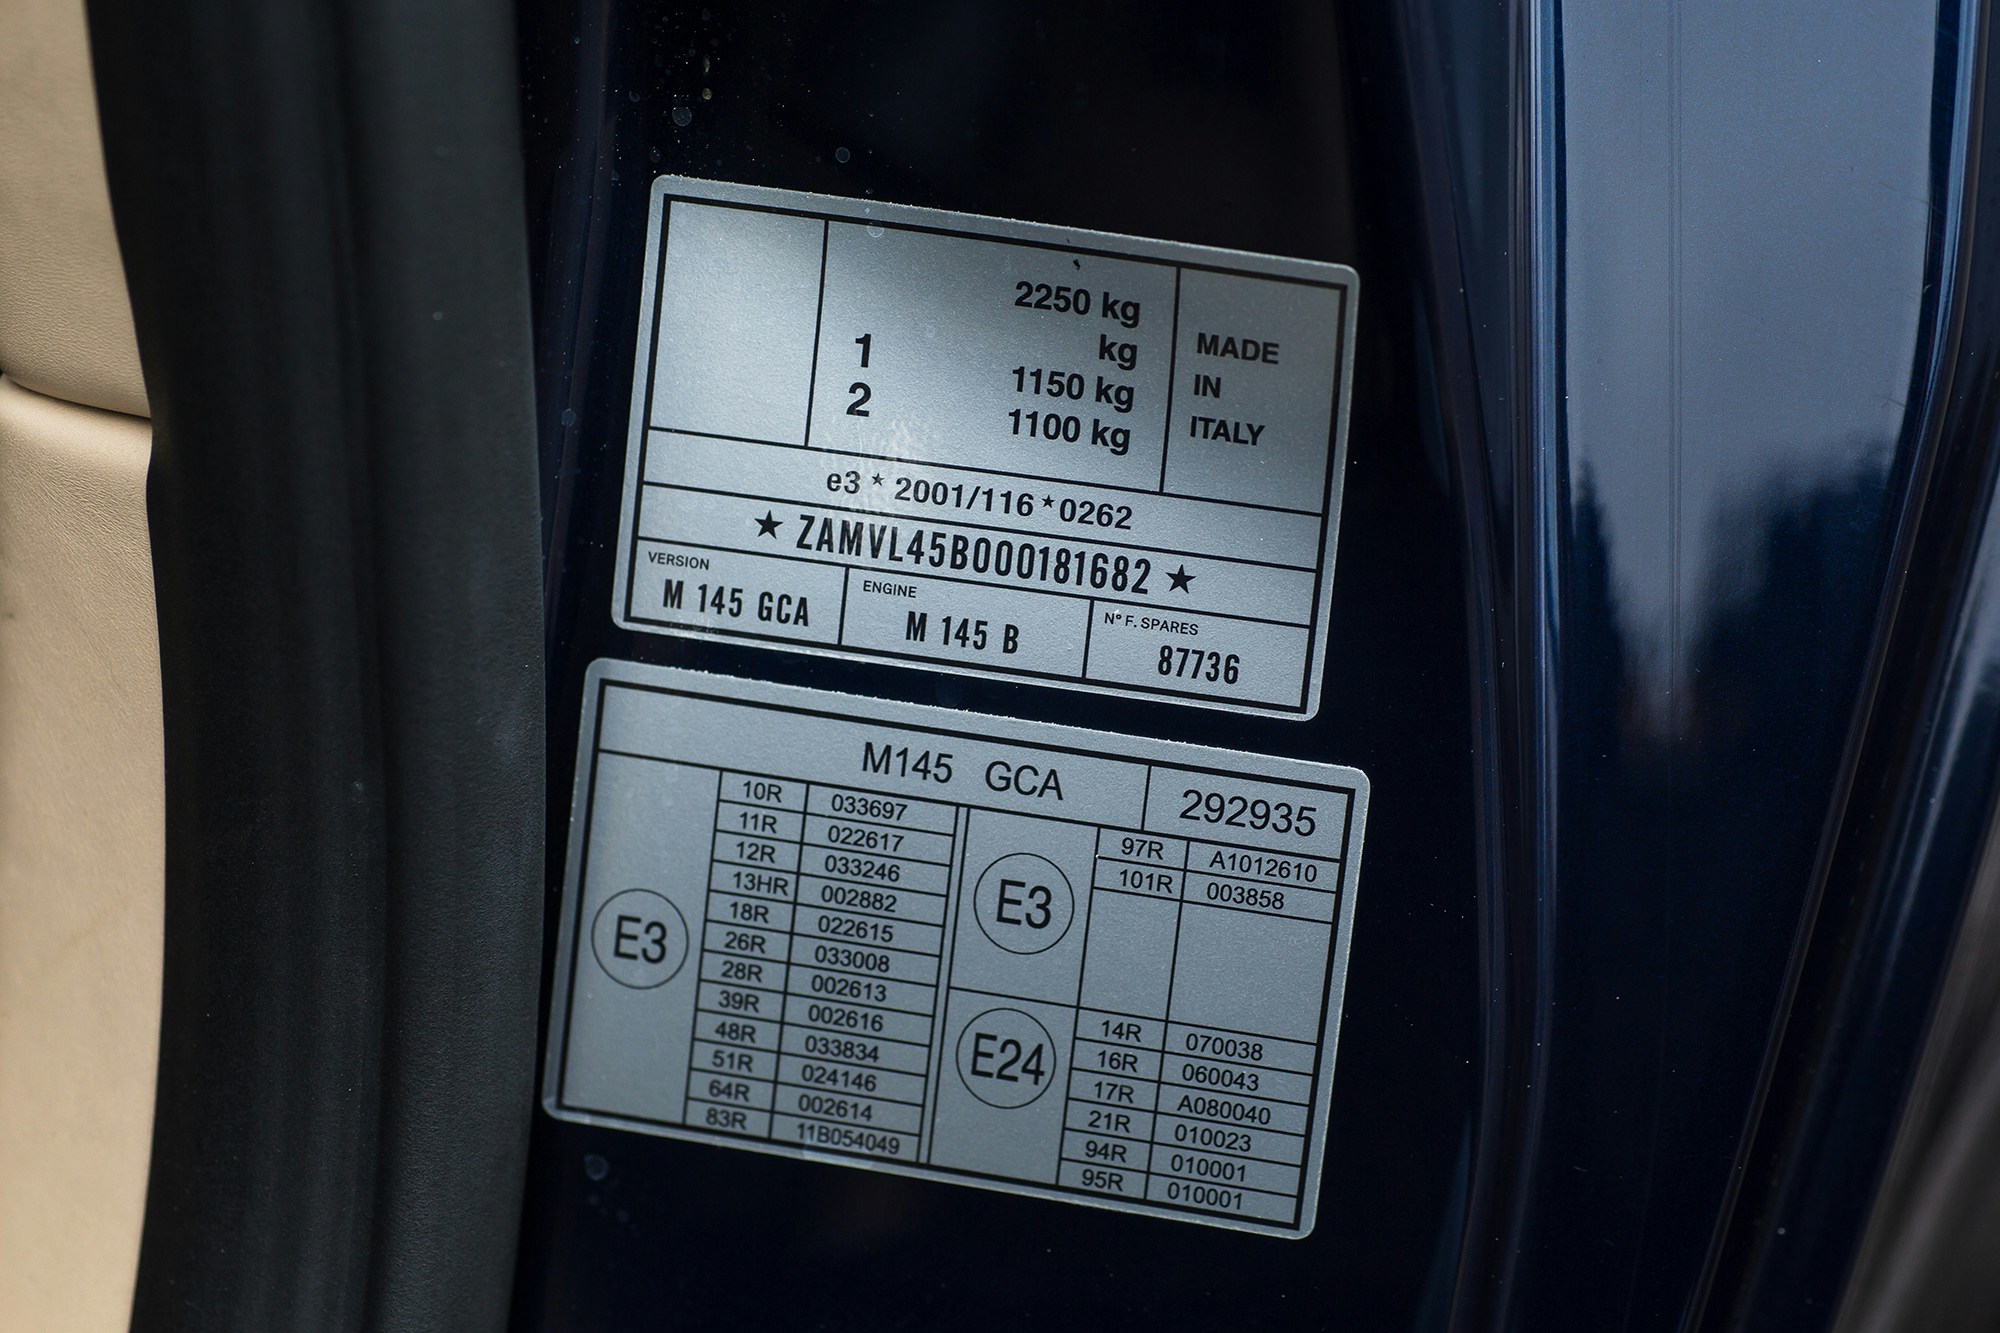 2250 kg
kg
1 1150 kg
2 1100 kg
MADE
IN
ITALY
e3 * 2001/116 * 0262
★ ZAMVL45B000181682 ★
VERSION
M 145 GCA
ENGINE
M 145 B
N° F. SPARES
87736
M145 GCA 292935
E3
10R 033697
11R 022617
12R 033246
13HR 002882
18R 022615
26R 033008
28R 002613
39R 002616
48R 033834
51R 024146
64R 002614
83R 11B054049
E3
97R A1012610
101R 003858
E24
14R 070038
16R 060043
17R A080040
21R 010023
94R 010001
95R 010001